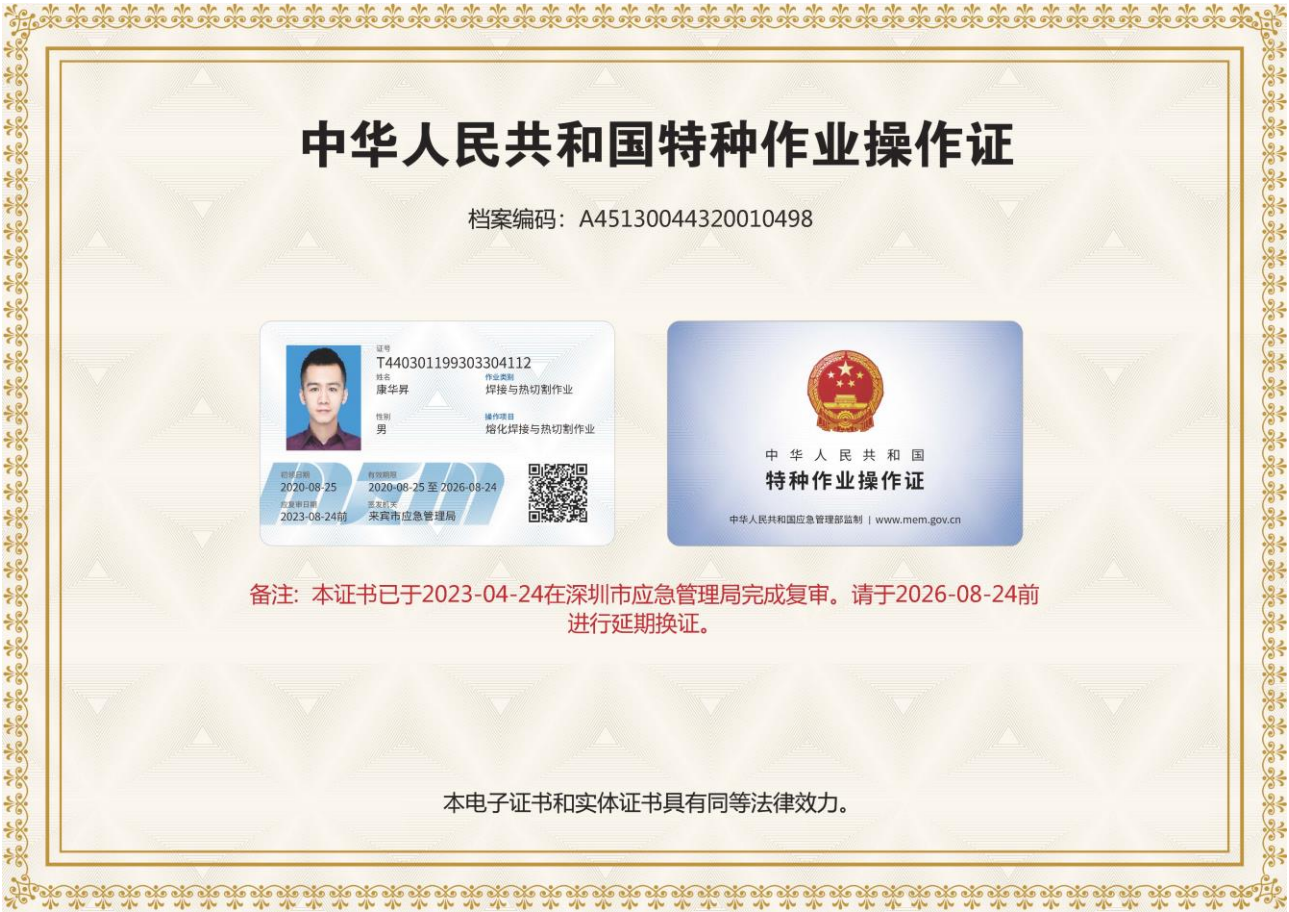 中华人民共和国特种作业操作证
档案编码：A45130044320010498
证号
T440301199303304112
姓名 作业类别
康华昇 焊接与热切割作业
性别 操作项目
男 熔化焊接与热切割作业
初领日期 有效期限
2020-08-25 2020-08-25 至 2026-08-24
应复审日期 签发机关
2023-08-24前 来宾市应急管理局
中华人民共和国
特种作业操作证
中华人民共和国应急管理部监制 | www.mem.gov.cn
备注: 本证书已于2023-04-24在深圳市应急管理局完成复审。请于2026-08-24前
进行延期换证。
本电子证书和实体证书具有同等法律效力。